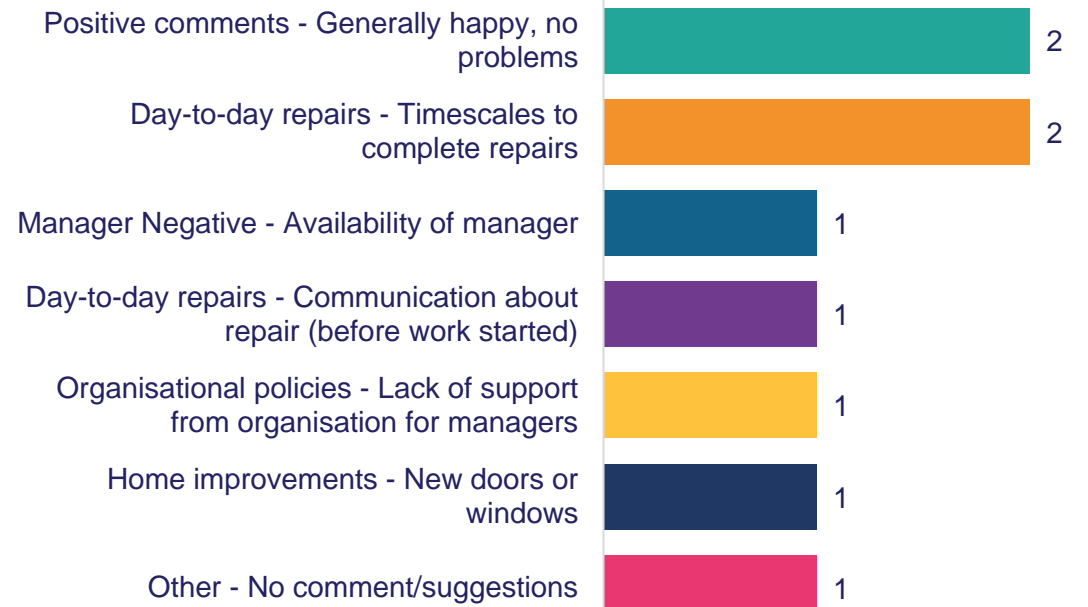 Positive comments - Generally happy, no
problems
2
Day-to-day repairs - Timescales to
complete repairs
2
Manager Negative - Availability of manager
1
Day-to-day repairs - Communication about
repair (before work started)
1
Organisational policies - Lack of support
from organisation for managers
1
Home improvements - New doors or
windows
1
Other - No comment/suggestions
1